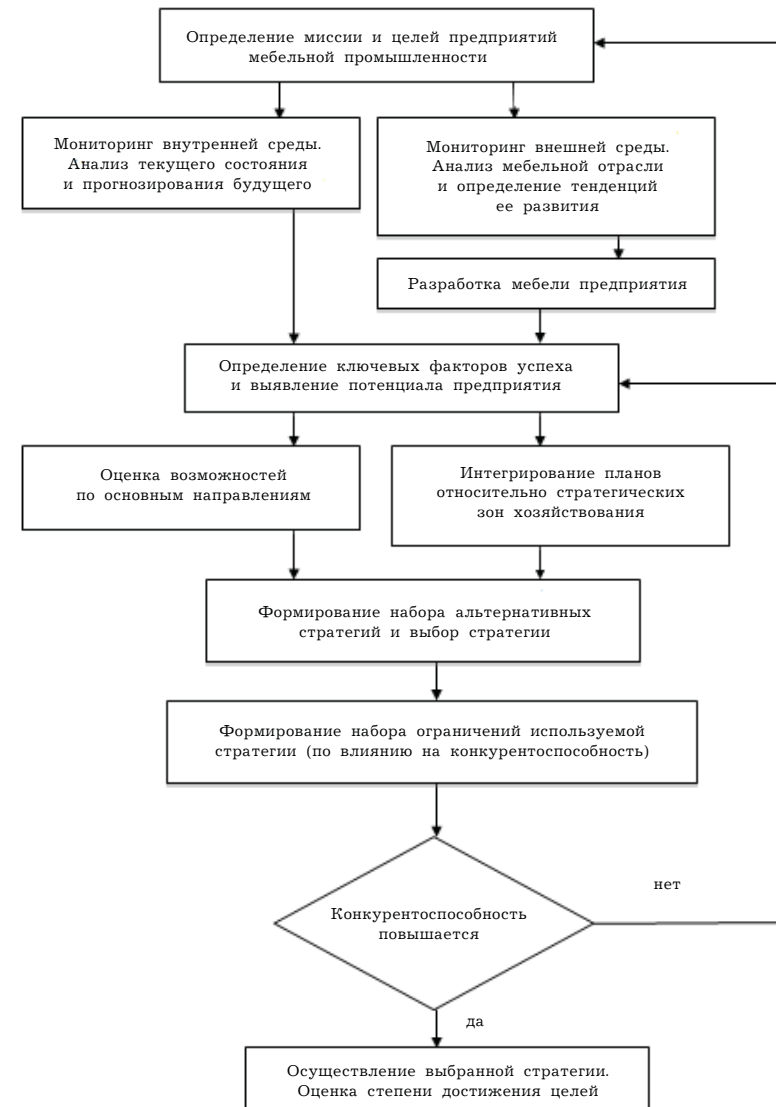 Определение миссии и целей предприятий
мебельной промышленности
Мониторинг внутренней среды.
Анализ текущего состояния
и прогнозирования будущего
Мониторинг внешней среды.
Анализ мебельной отрасли
и определение тенденций
ее развития
Разработка мебели предприятия
Определение ключевых факторов успеха
и выявление потенциала предприятия
Оценка возможностей
по основным направлениям
Интегрирование планов
относительно стратегических
зон хозяйствования
Формирование набора альтернативных
стратегий и выбор стратегии
Формирование набора ограничений используемой
стратегии (по влиянию на конкурентоспособность)
Конкурентоспособность
повышается
нет
да
Осуществление выбранной стратегии.
Оценка степени достижения целей